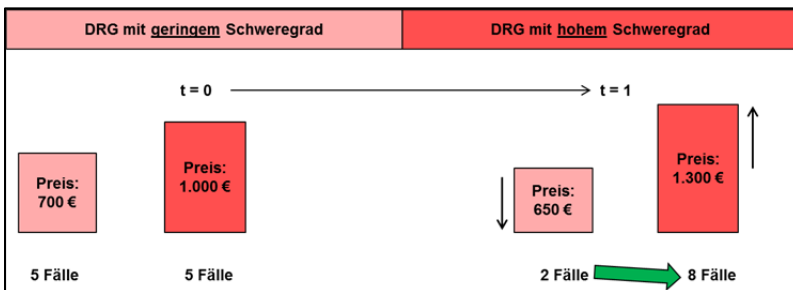 DRG mit geringem Schweregrad
DRG mit hohem Schweregrad
t = 0
t = 1
Preis:
700 €
Preis:
1.000 €
Preis:
650 €
Preis:
1.300 €
5 Fälle
5 Fälle
2 Fälle
8 Fälle